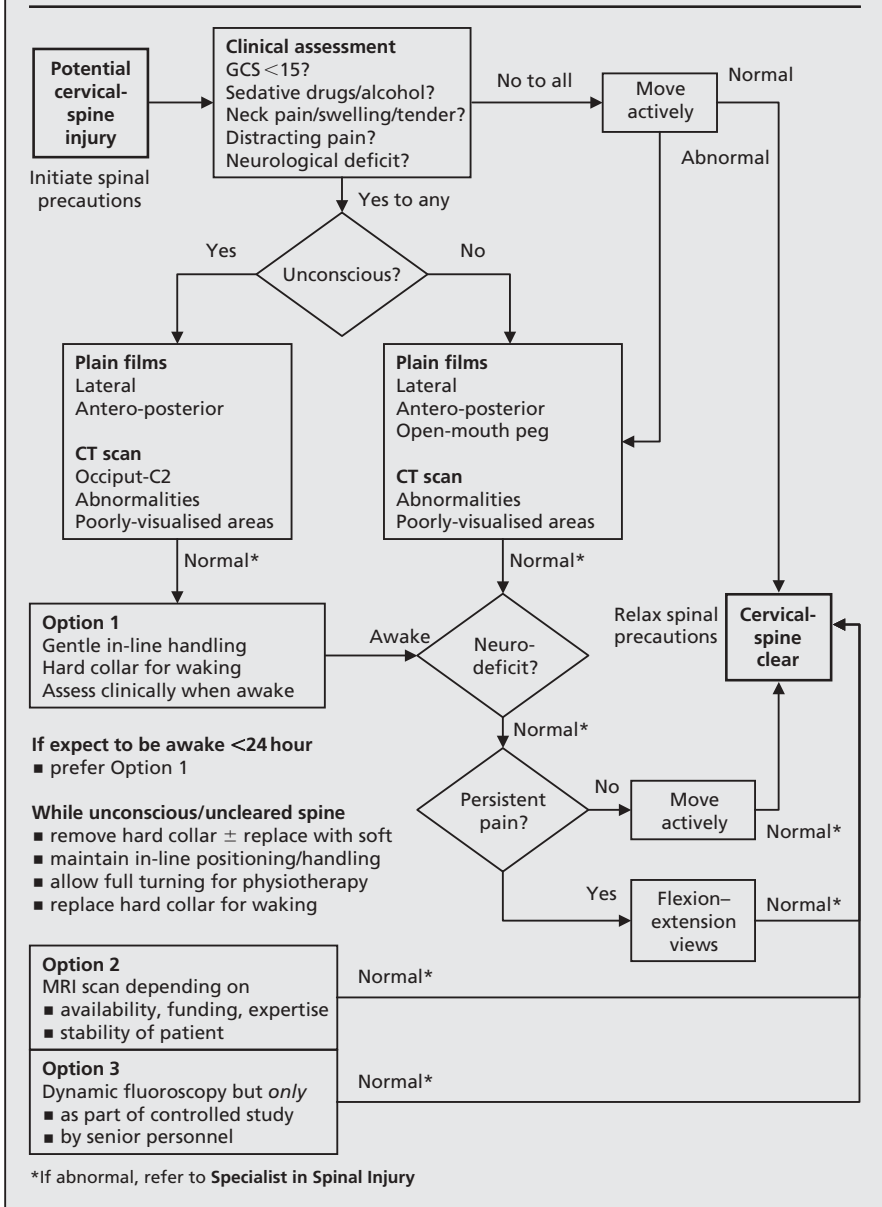 Potential
cervical-
spine
injury
Initiate spinal
precautions
Clinical assessment
GCS <15?
Sedative drugs/alcohol?
Neck pain/swelling/tender?
Distracting pain?
Neurological deficit?
No to all
Move
actively
Normal
Abnormal
Yes to any
Yes
Unconscious?
No
Plain films
Lateral
Antero-posterior
CT scan
Occiput-C2
Abnormalities
Poorly-visualised areas
Plain films
Lateral
Antero-posterior
Open-mouth peg
CT scan
Abnormalities
Poorly-visualised areas
Normal*
Normal*
Option 1
Gentle in-line handling
Hard collar for waking
Assess clinically when awake
Awake
Neuro-
deficit?
Relax spinal
precautions
Cervical-
spine
clear
Normal*
If expect to be awake <24 hour
■ prefer Option 1
While unconscious/uncleared spine
■ remove hard collar ± replace with soft
■ maintain in-line positioning/handling
■ allow full turning for physiotherapy
■ replace hard collar for waking
Persistent
pain?
No
Move
actively
Normal*
Yes
Flexion–
extension
views
Normal*
Option 2
MRI scan depending on
■ availability, funding, expertise
■ stability of patient
Normal*
Option 3
Dynamic fluoroscopy but only
■ as part of controlled study
■ by senior personnel
Normal*
*If abnormal, refer to Specialist in Spinal Injury